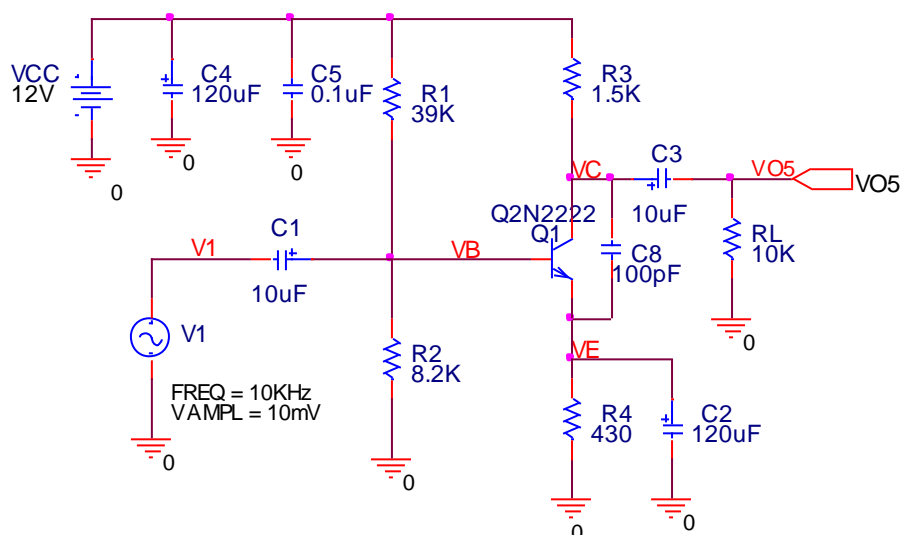 VCC
12V
C4
120uF
C5
0.1uF
R1
39K
R3
1.5K
0
0
0
VC
C3
10uF
VO5
VO5
Q2N2222
Q1
C8
100pF
RL
10K
0
V1
C1
10uF
VB
V1
FREQ = 10KHz
VAMPL = 10mV
0
R2
8.2K
0
VE
R4
430
C2
120uF
0
0